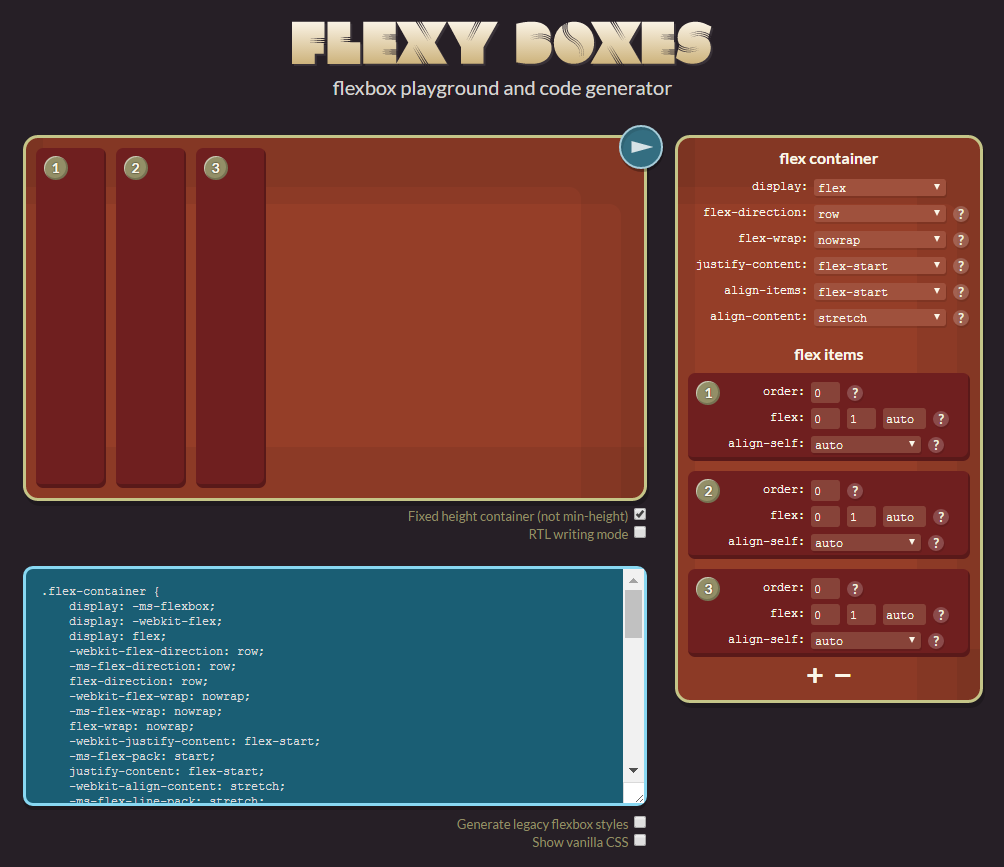 FLEXY BOXES
flexbox playground and code generator
1 2 3
Fixed height container (not min-height)
RTL writing mode
.flex-container {
display: -ms-flexbox;
display: -webkit-flex;
display: flex;
-webkit-flex-direction: row;
-ms-flex-direction: row;
flex-direction: row;
-webkit-flex-wrap: nowrap;
-ms-flex-wrap: nowrap;
flex-wrap: nowrap;
-webkit-justify-content: flex-start;
-ms-flex-pack: start;
justify-content: flex-start;
-webkit-align-content: stretch;
-ms-flex-line-pack: stretch;
Generate legacy flexbox styles
Show vanilla CSS
flex container
display: flex
flex-direction: row ?
flex-wrap: nowrap ?
justify-content: flex-start ?
align-items: flex-start ?
align-content: stretch ?
flex items
1 order: 0 ?
flex: 0 1 auto ?
align-self: auto ?
2 order: 0 ?
flex: 0 1 auto ?
align-self: auto ?
3 order: 0 ?
flex: 0 1 auto ?
align-self: auto ?
+ −